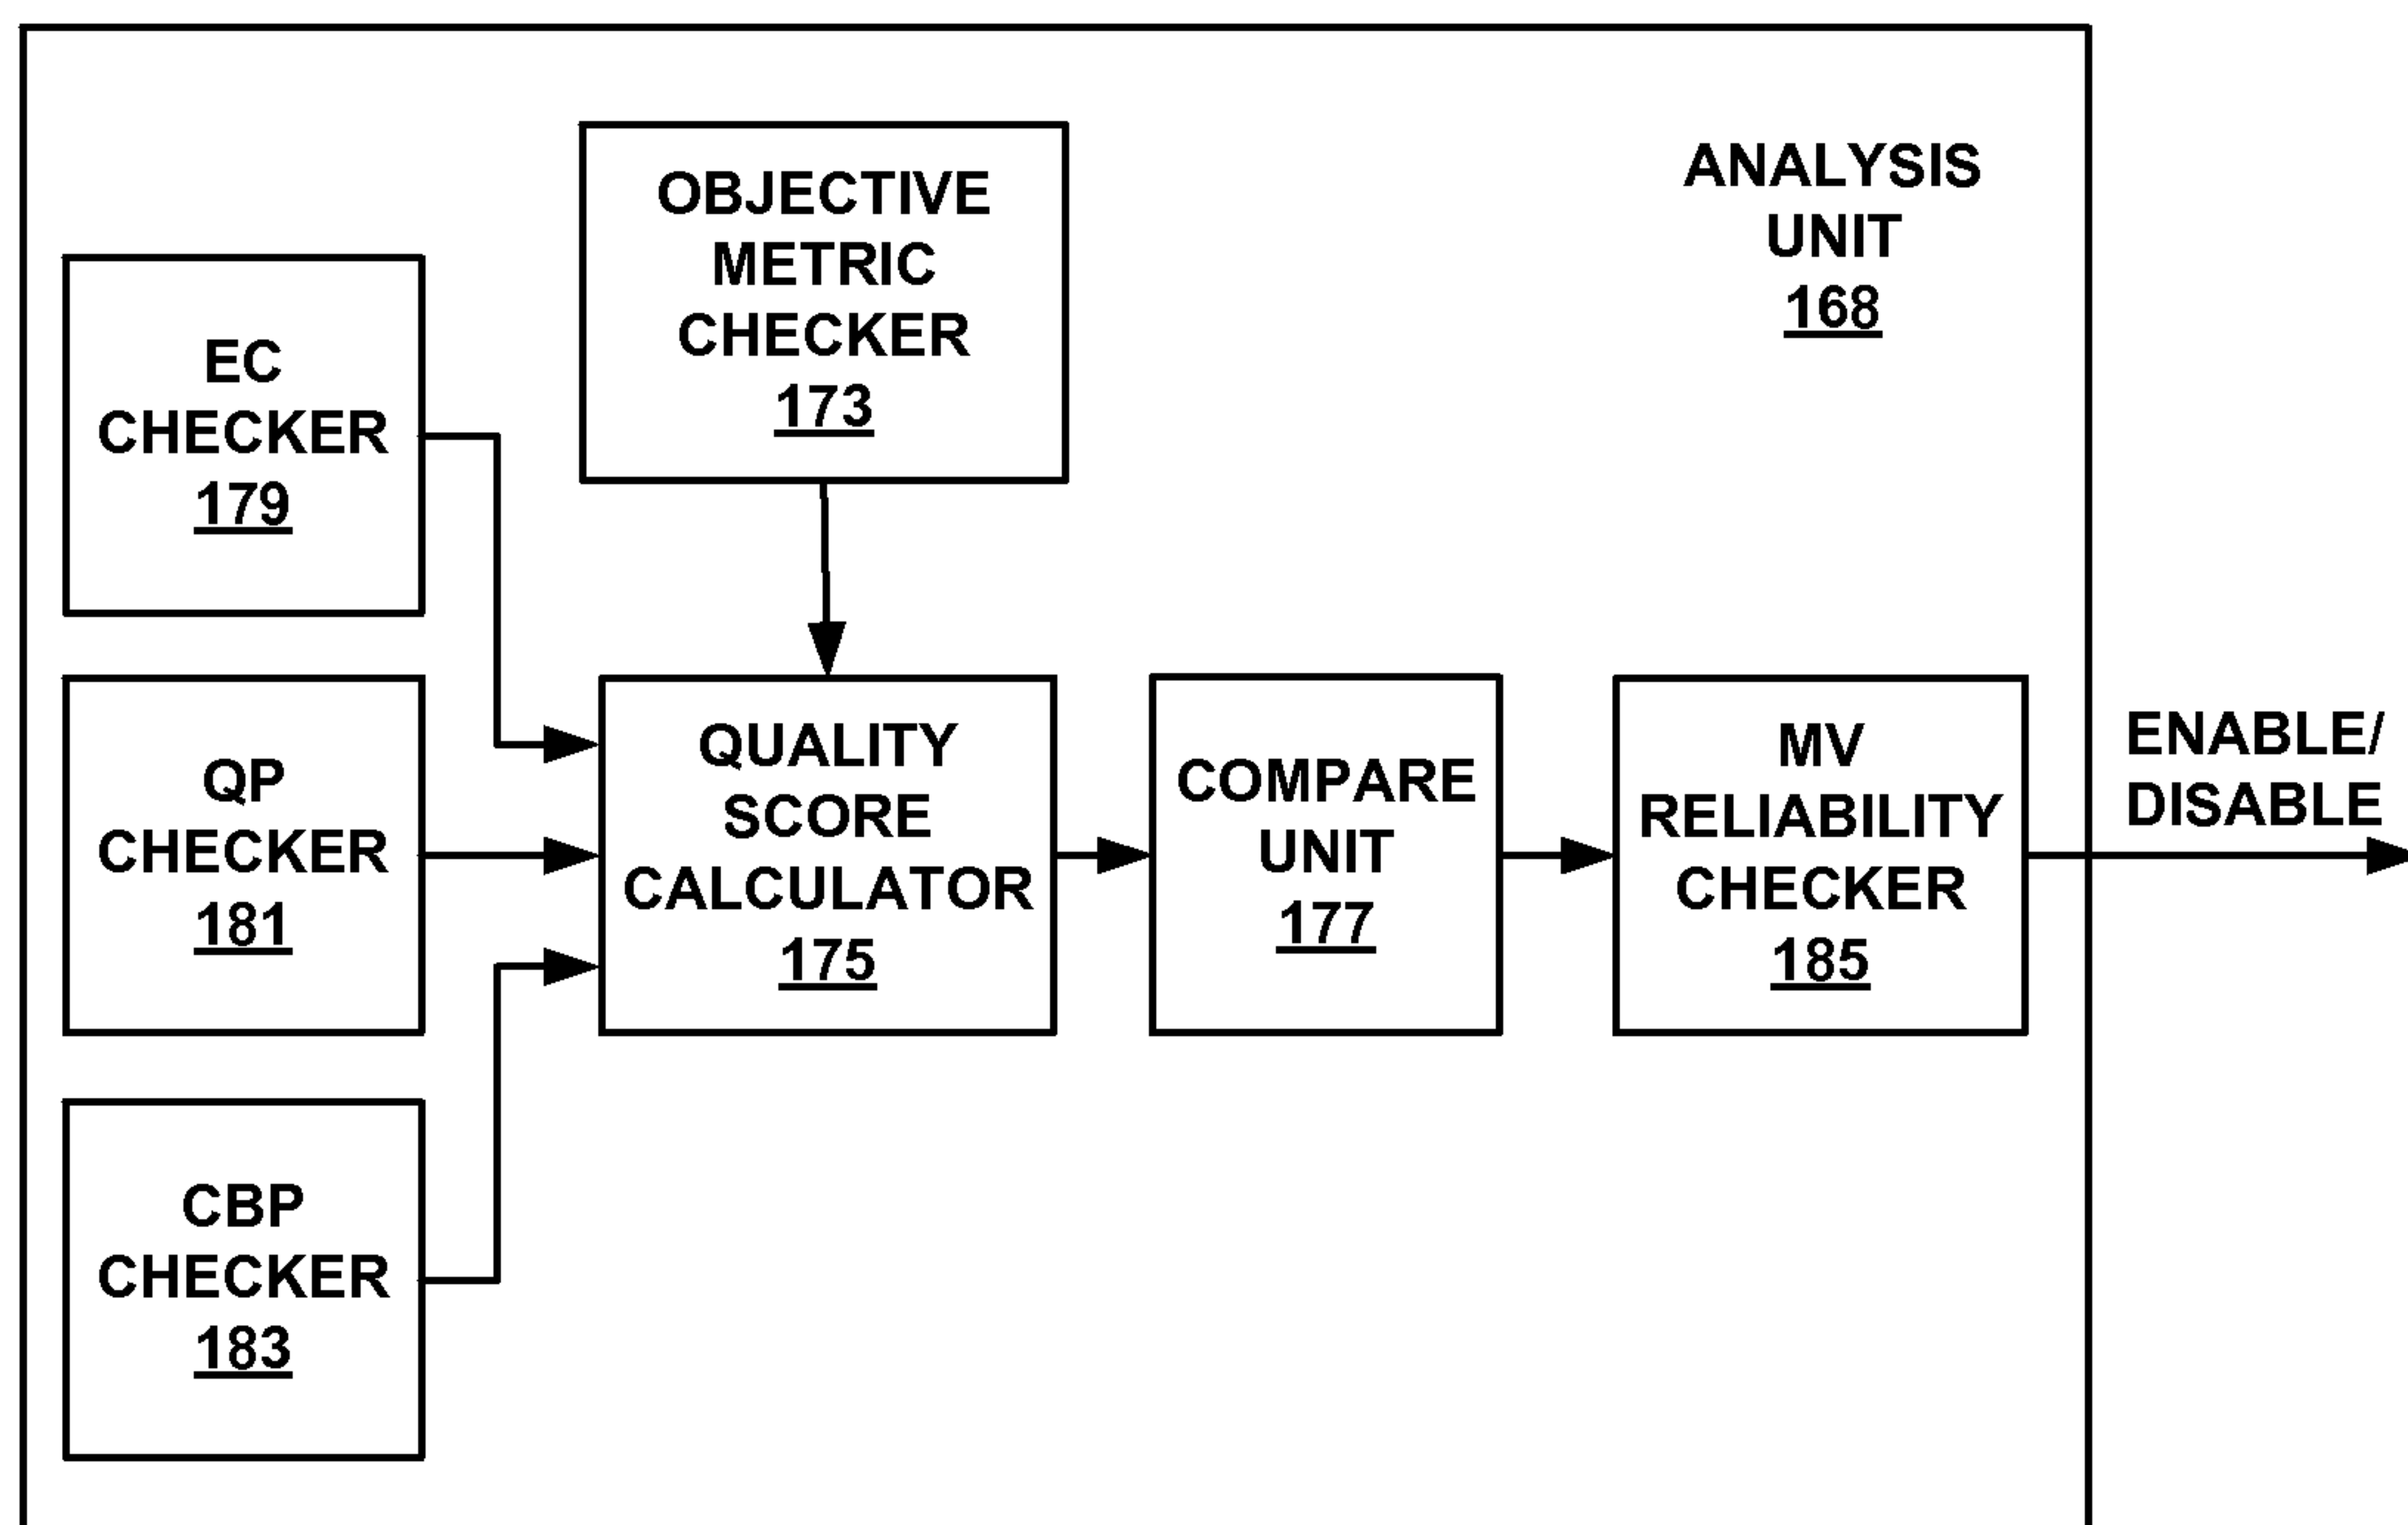 OBJECTIVE
METRIC
CHECKER
173
ANALYSIS
UNIT
168
EC
CHECKER
179
QP
CHECKER
181
QUALITY
SCORE
CALCULATOR
175
COMPARE
UNIT
177
MV
RELIABILITY
CHECKER
185
ENABLE/
DISABLE
CBP
CHECKER
183